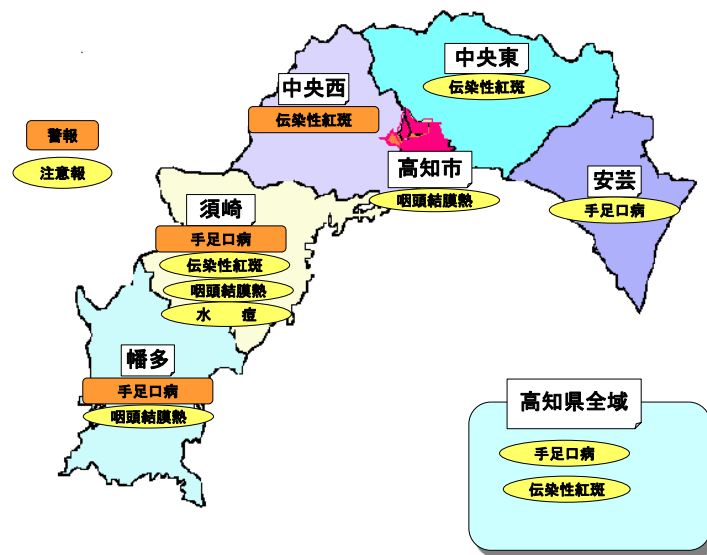 中央東
伝染性紅斑
中央西
伝染性紅斑
警報
注意報
高知市
咽頭結膜熱
安芸
手足口病
須崎
手足口病
伝染性紅斑
咽頭結膜熱
水　痘
幡多
手足口病
咽頭結膜熱
高知県全域
手足口病
伝染性紅斑